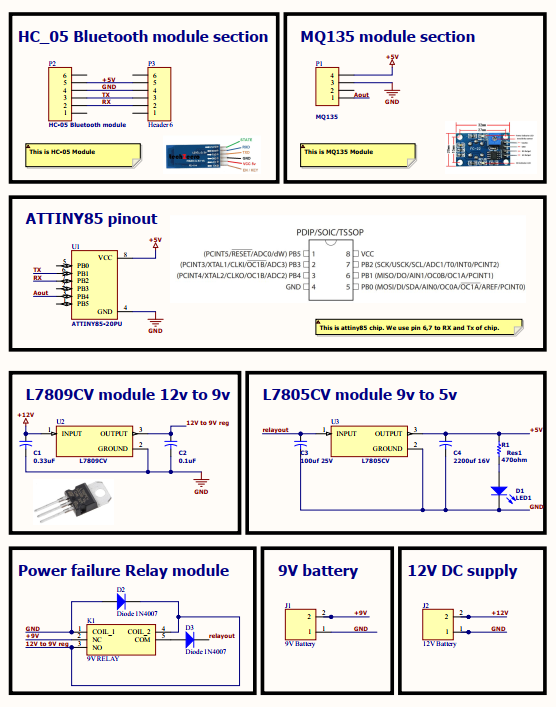 HC_05 Bluetooth module section
P2
P3
6
5
4
3
2
1
+5V
GND
TX
RX
6
5
4
3
2
1
HC-05 Bluetooth module
Header6
This is HC-05 Module
STATE
RXD
TXD
GND
VCC 5v
EN / KEY
MQ135 module section
P1
+5V
4
3
2
1
Aout
GND
MQ135
This is MQ135 Module
ATTINY85 pinout
U1
+5V
VCC
8
TX
RX
Aout
PB0
PB1
PB2
PB3
PB4
PB5
GND
4
GND
ATTINY85-20PU
PDIP/SOIC/TSSOP
(PCINT5/RESET/ADC0/dW) PB5 1 8 VCC
(PCINT3/XTAL1/CLKI/OC1B/ADC3) PB3 2 7 PB2 (SCK/USCK/SCL/ADC1/T0/INT0/PCINT2)
(PCINT4/XTAL2/CLKO/OC1B/ADC2) PB4 3 6 PB1 (MISO/DO/AIN1/OC0B/OC1A/PCINT1)
GND 4 5 PB0 (MOSI/DI/SDA/AIN0/OC0A/OC1A/AREF/PCINT0)
This is attiny85 chip. We use pin 6,7 to RX and Tx of chip.
L7809CV module 12v to 9v
+12V
U2
1
INPUT
OUTPUT
3
12V to 9V reg
GROUND
2
C1
0.33uF
L7809CV
C2
0.1uF
GND
L7805CV module 9v to 5v
relayout
U3
1
INPUT
OUTPUT
3
+5V
GROUND
2
C3
100uf 25V
L7805CV
C4
2200uf 16V
R1
Res1
470ohm
D1
LED1
GND
Power failure Relay module
D2
Diode 1N4007
K1
GND
+9V
12V to 9V reg
1
2
3
COIL_1
NC
NO
COIL_2
COM
4
5
D3
relayout
Diode 1N4007
9V RELAY
9V battery
J1
2
1
2
1
+9V
GND
9V Battery
12V DC supply
J2
2
1
2
1
+12V
GND
12V Battery